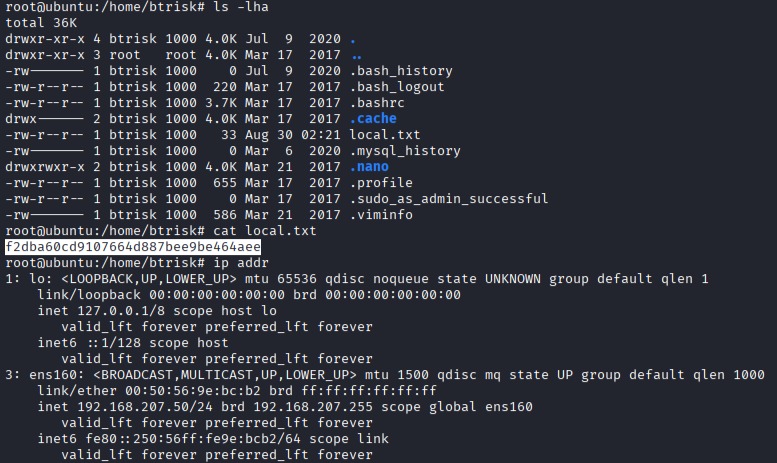 root@ubuntu:/home/btrisk# ls -lha
total 36K
drwxr-xr-x 4 btrisk 1000 4.0K Jul  9  2020 .
drwxr-xr-x 3 root   root 4.0K Mar 17  2017 ..
-rw------- 1 btrisk 1000    0 Jul  9  2020 .bash_history
-rw-r--r-- 1 btrisk 1000  220 Mar 17  2017 .bash_logout
-rw-r--r-- 1 btrisk 1000 3.7K Mar 17  2017 .bashrc
drwx------ 2 btrisk 1000 4.0K Mar 17  2017 .cache
-rw-r--r-- 1 btrisk 1000   33 Aug 30 02:21 local.txt
-rw------- 1 btrisk 1000    0 Mar  6  2020 .mysql_history
drwxrwxr-x 2 btrisk 1000 4.0K Mar 21  2017 .nano
-rw-r--r-- 1 btrisk 1000  655 Mar 17  2017 .profile
-rw-r--r-- 1 btrisk 1000    0 Mar 17  2017 .sudo_as_admin_successful
-rw------- 1 btrisk 1000  586 Mar 21  2017 .viminfo
root@ubuntu:/home/btrisk# cat local.txt
f2dba60cd9107664d887bee9be464aee
root@ubuntu:/home/btrisk# ip addr
1: lo: <LOOPBACK,UP,LOWER_UP> mtu 65536 qdisc noqueue state UNKNOWN group default qlen 1
    link/loopback 00:00:00:00:00:00 brd 00:00:00:00:00:00
    inet 127.0.0.1/8 scope host lo
       valid_lft forever preferred_lft forever
    inet6 ::1/128 scope host
       valid_lft forever preferred_lft forever
3: ens160: <BROADCAST,MULTICAST,UP,LOWER_UP> mtu 1500 qdisc mq state UP group default qlen 1000
    link/ether 00:50:56:9e:bc:b2 brd ff:ff:ff:ff:ff:ff
    inet 192.168.207.50/24 brd 192.168.207.255 scope global ens160
       valid_lft forever preferred_lft forever
    inet6 fe80::250:56ff:fe9e:bcb2/64 scope link
       valid_lft forever preferred_lft forever